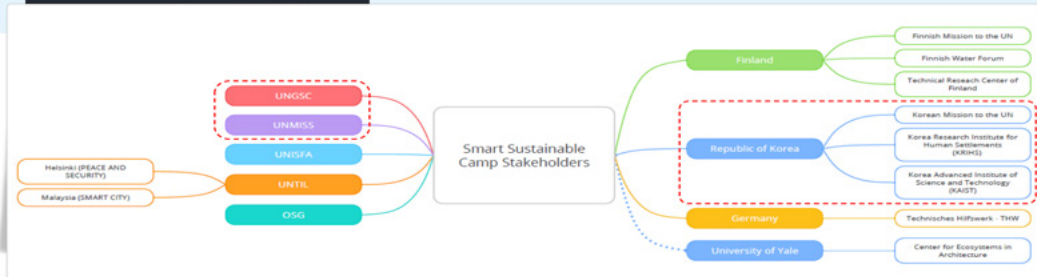 UNGSC
UNMISS
UNISFA
UNTIL
OSG
Helsinki (PEACE AND
SECURITY)
Malaysia (SMART CITY)
Smart Sustainable
Camp Stakeholders
Finland
Finnish Mission to the UN
Finnish Water Forum
Technical Reseach Center of
Finland
Republic of Korea
Korean Mission to the UN
Korea Research Institute for
Human Settlements
(KRIHS)
Korea Advanced Institute of
Science and Technology
(KAIST)
Germany
Technisches Hilfswerk - THW
University of Yale
Center for Ecosystems in
Architecture